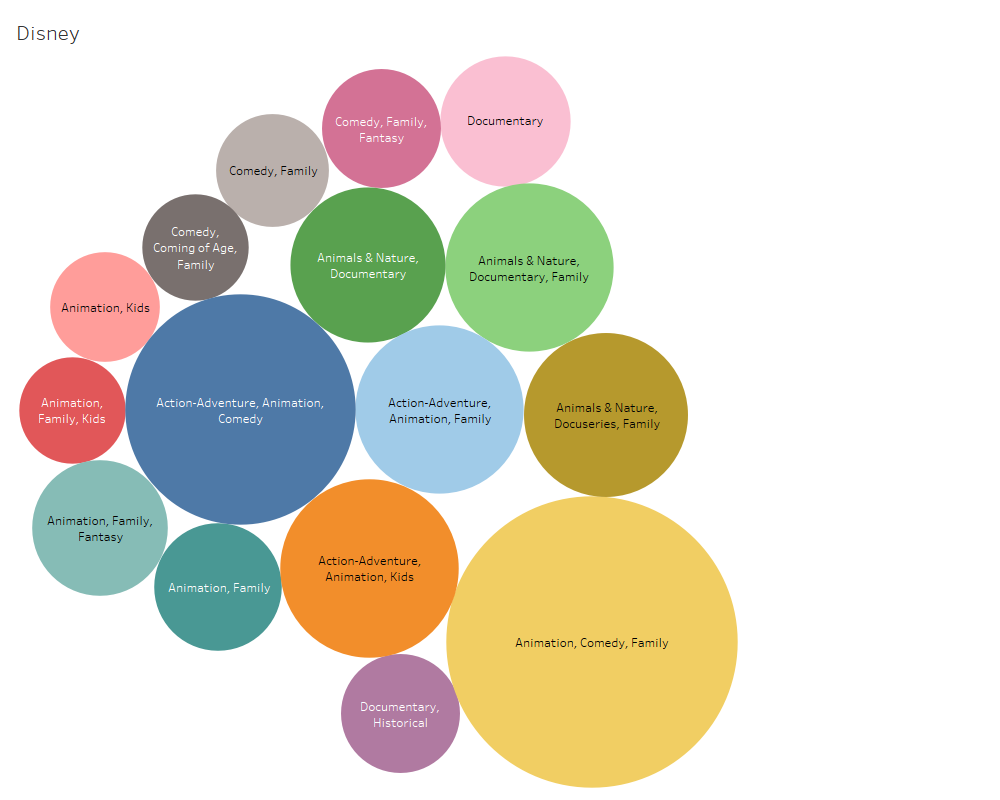 Disney
Documentary
Comedy, Family,
Fantasy
Comedy, Family
Comedy,
Coming of Age,
Family
Animals & Nature,
Documentary
Animals & Nature,
Documentary, Family
Animation, Kids
Animation,
Family, Kids
Action-Adventure, Animation,
Comedy
Action-Adventure,
Animation, Family
Animals & Nature,
Docuseries, Family
Animation, Family,
Fantasy
Animation, Family
Action-Adventure,
Animation, Kids
Animation, Comedy, Family
Documentary,
Historical